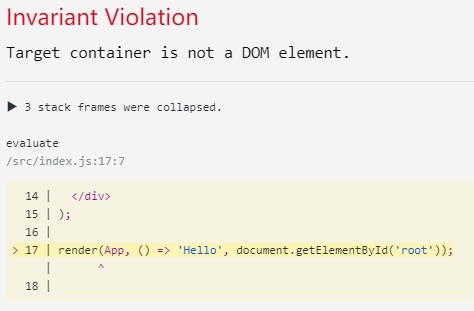 Invariant Violation
Target container is not a DOM element.
▶ 3 stack frames were collapsed.
evaluate
/src/index.js:17:7
14 |   </div>
15 | );
16 |
> 17 | render(App, () => 'Hello', document.getElementById('root'));
|       ^
18 |